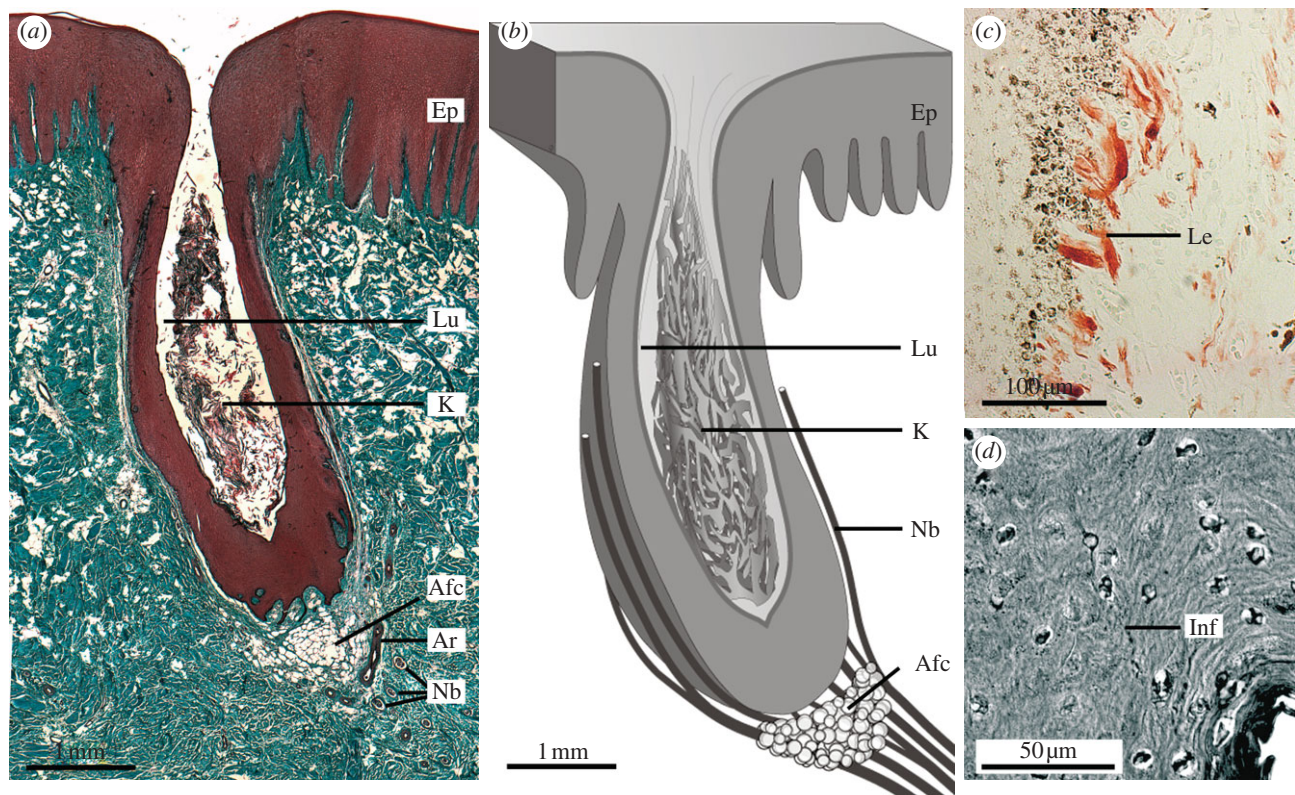 (a)
Ep
Lu
K
Afc
Ar
Nb
1 mm
(b)
Ep
Lu
K
Nb
Afc
1 mm
(c)
Le
100 μm
(d)
Inf
50 μm